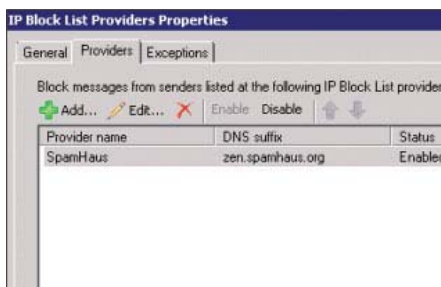 IP Block List Providers Properties
General Providers Exceptions
Block messages from senders listed at the following IP Block List provider
Add... Edit... Enable Disable
Provider name DNS suffix Status
SpamHaus zen.spamhaus.org Enabled